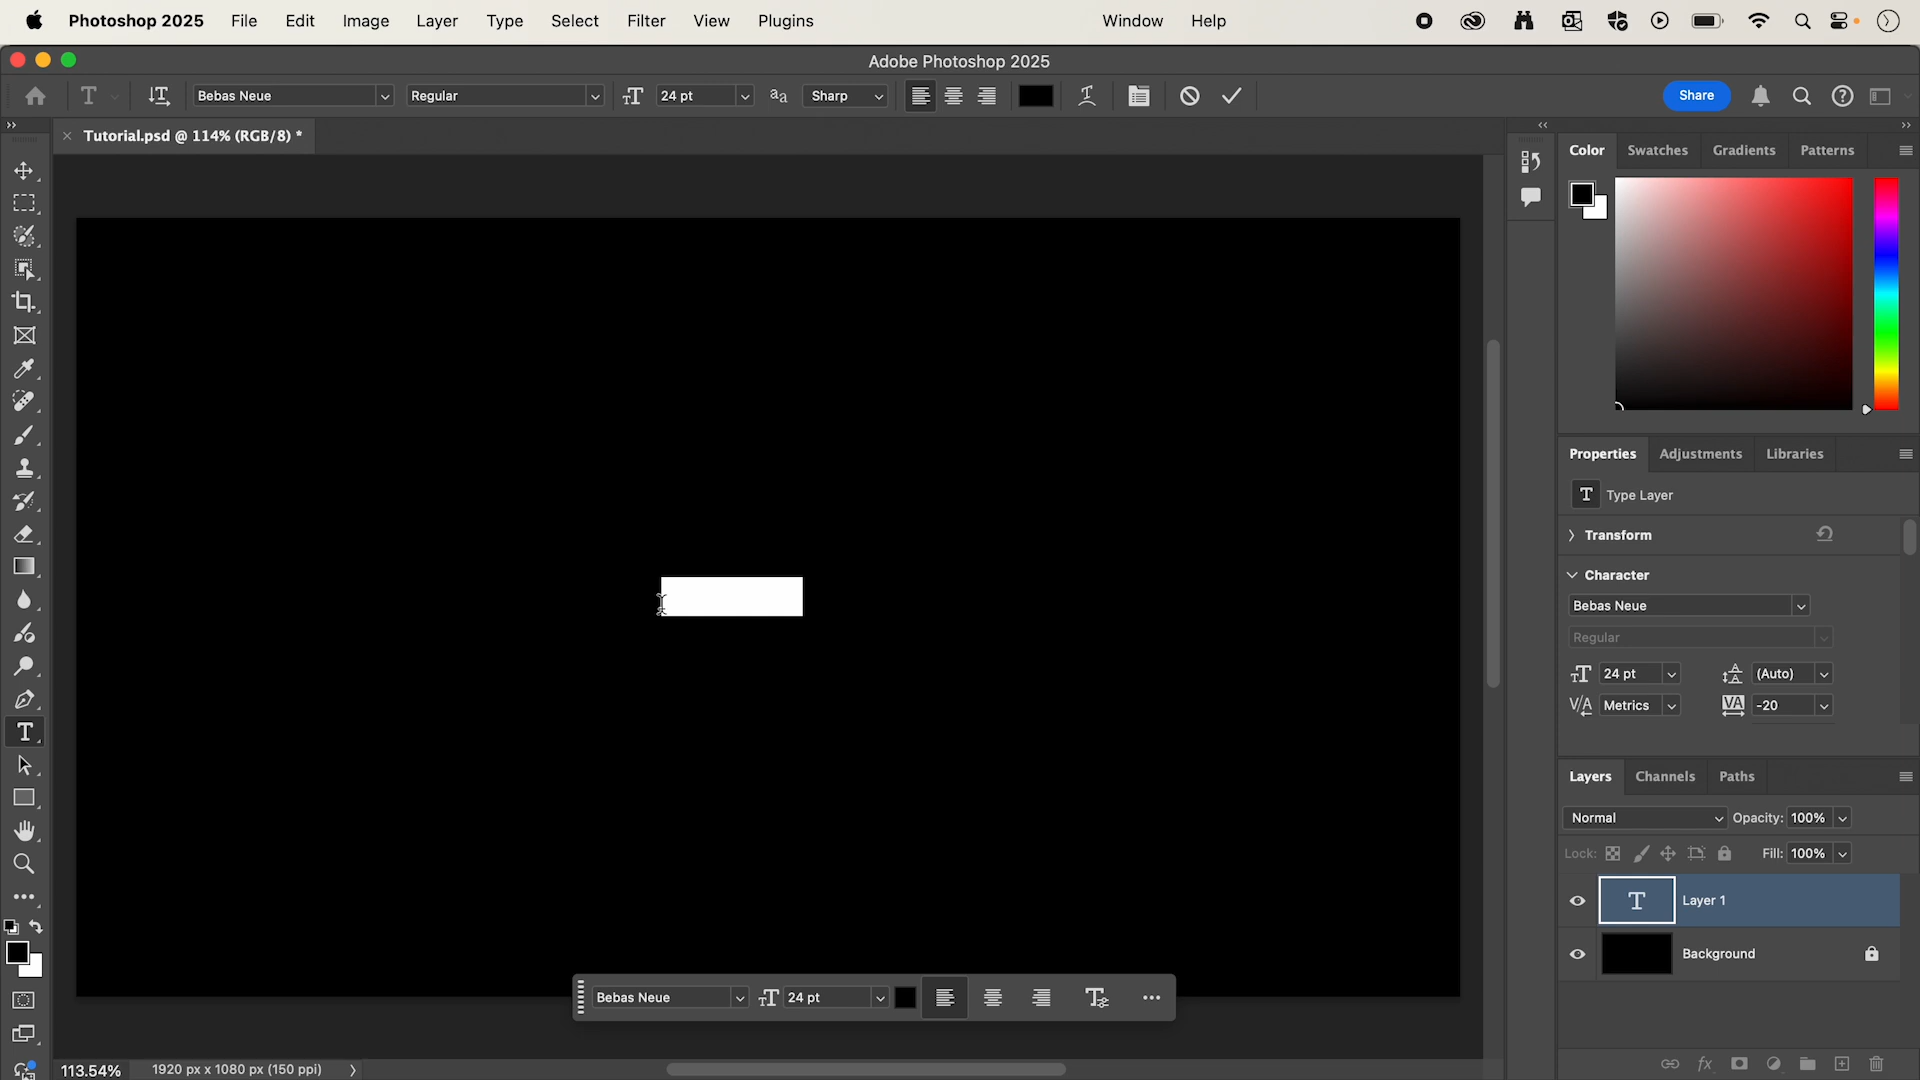 Photoshop 2025 File Edit Image Layer Type Select Filter View Plugins Window Help
Adobe Photoshop 2025
T Bebas Neue Regular 24 pt Sharp Share
Tutorial.psd @ 114% (RGB/8) *
Color Swatches Gradients Patterns
Properties Adjustments Libraries
T Type Layer
Transform
Character
Bebas Neue
Regular
24 pt (Auto)
Metrics -20
Layers Channels Paths
Normal Opacity: 100%
Lock: Fill: 100%
T Layer 1
Background
Bebas Neue 24 pt
113.54% 1920 px x 1080 px (150 ppi)